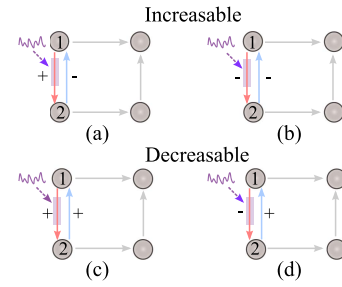 Increasable
1 1
+ - - -
2 2
(a) (b)
Decreasable
1 1
+ + - +
2 2
(c) (d)